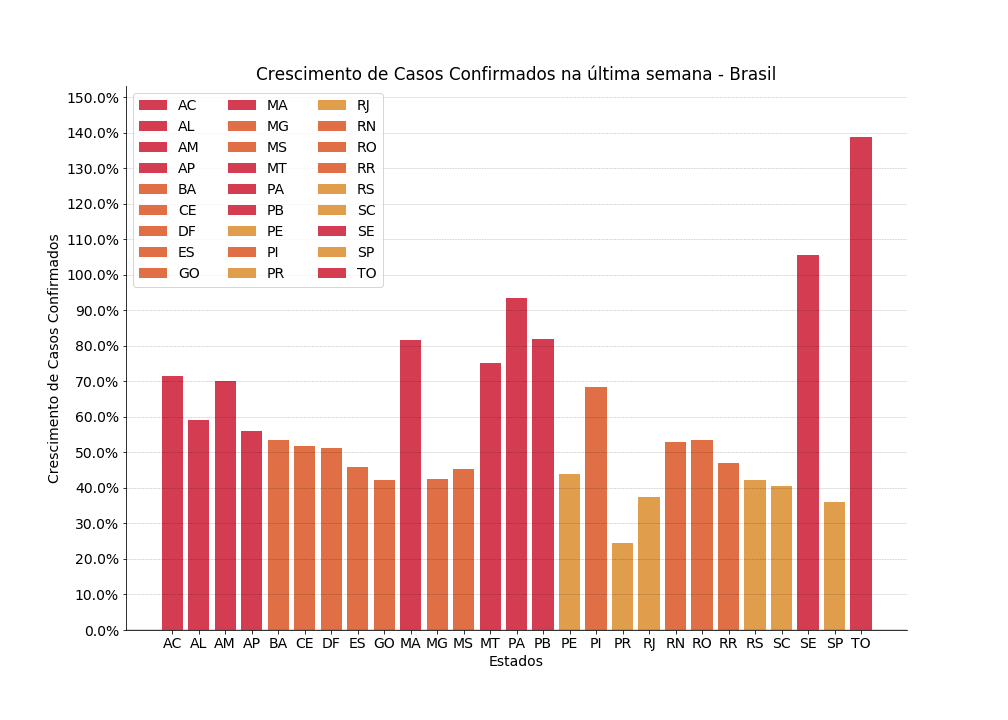 Crescimento de Casos Confirmados na última semana - Brasil
150.0%
140.0%
130.0%
120.0%
110.0%
100.0%
90.0%
80.0%
70.0%
60.0%
50.0%
40.0%
30.0%
20.0%
10.0%
0.0%
Crescimento de Casos Confirmados
AC MA RJ
AL MG RN
AM MS RO
AP MT RR
BA PA RS
CE PB SC
DF PE SE
ES PI SP
GO PR TO
AC AL AM AP BA CE DF ES GO MA MG MS MT PA PB PE PI PR RJ RN RO RR RS SC SE SP TO
Estados